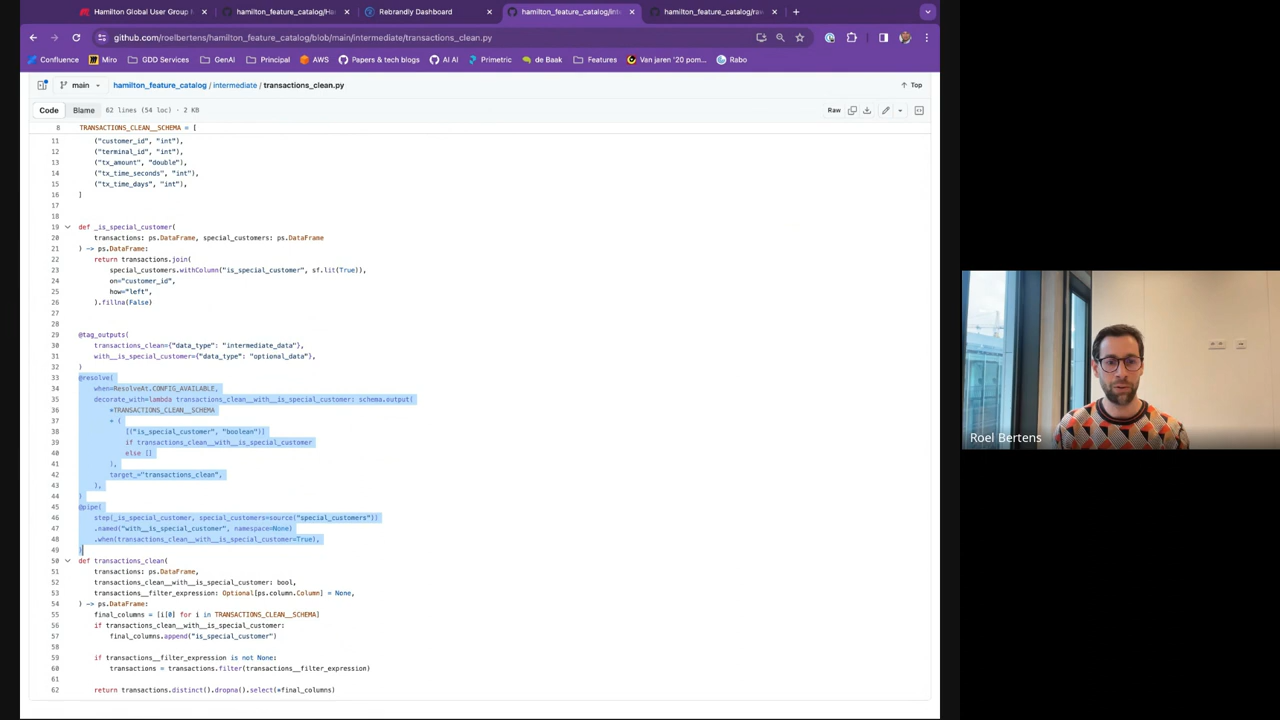 Hamilton Global User Group
hamilton_feature_catalog/Ha
Rebrandly Dashboard
hamilton_feature_catalog/int
hamilton_feature_catalog/raw
github.com/roelbertens/hamilton_feature_catalog/blob/main/intermediate/transactions_clean.py
Confluence
Miro
GDD Services
GenAI
Principal
AWS
Papers & tech blogs
AI AI
Primetric
de Baak
Features
Van jaren '20 pom...
Rabo
main
hamilton_feature_catalog / intermediate / transactions_clean.py
Top
Code
Blame
62 lines (54 loc) · 2 KB
Raw
8 TRANSACTIONS_CLEAN__SCHEMA = [
11 ("customer_id", "int"),
12 ("terminal_id", "int"),
13 ("tx_amount", "double"),
14 ("tx_time_seconds", "int"),
15 ("tx_time_days", "int"),
16 ]
17
18
19 def _is_special_customer(
20 transactions: ps.DataFrame, special_customers: ps.DataFrame
21 ) -> ps.DataFrame:
22 return transactions.join(
23 special_customers.withColumn("is_special_customer", sf.lit(True)),
24 on="customer_id",
25 how="left",
26 ).fillna(False)
27
28
29 @tag_outputs(
30 transactions_clean={"data_type": "intermediate_data"},
31 with__is_special_customer={"data_type": "optional_data"},
32 )
33 @resolve(
34 when=ResolveAt.CONFIG_AVAILABLE,
35 decorate_with=lambda transactions_clean__with__is_special_customer: schema.output(
36 *TRANSACTIONS_CLEAN__SCHEMA
37 + (
38 [("is_special_customer", "boolean")]
39 if transactions_clean__with__is_special_customer
40 else []
41 ),
42 target_="transactions_clean",
43 ),
44 )
45 @pipe(
46 step(_is_special_customer, special_customers=source("special_customers"))
47 .named("with__is_special_customer", namespace=None)
48 .when(transactions_clean__with__is_special_customer=True),
49 )
50 def transactions_clean(
51 transactions: ps.DataFrame,
52 transactions_clean__with__is_special_customer: bool,
53 transactions__filter_expression: Optional[ps.column.Column] = None,
54 ) -> ps.DataFrame:
55 final_columns = [i[0] for i in TRANSACTIONS_CLEAN__SCHEMA]
56 if transactions_clean__with__is_special_customer:
57 final_columns.append("is_special_customer")
58
59 if transactions__filter_expression is not None:
60 transactions = transactions.filter(transactions__filter_expression)
61
62 return transactions.distinct().dropna().select(*final_columns)
Roel Bertens